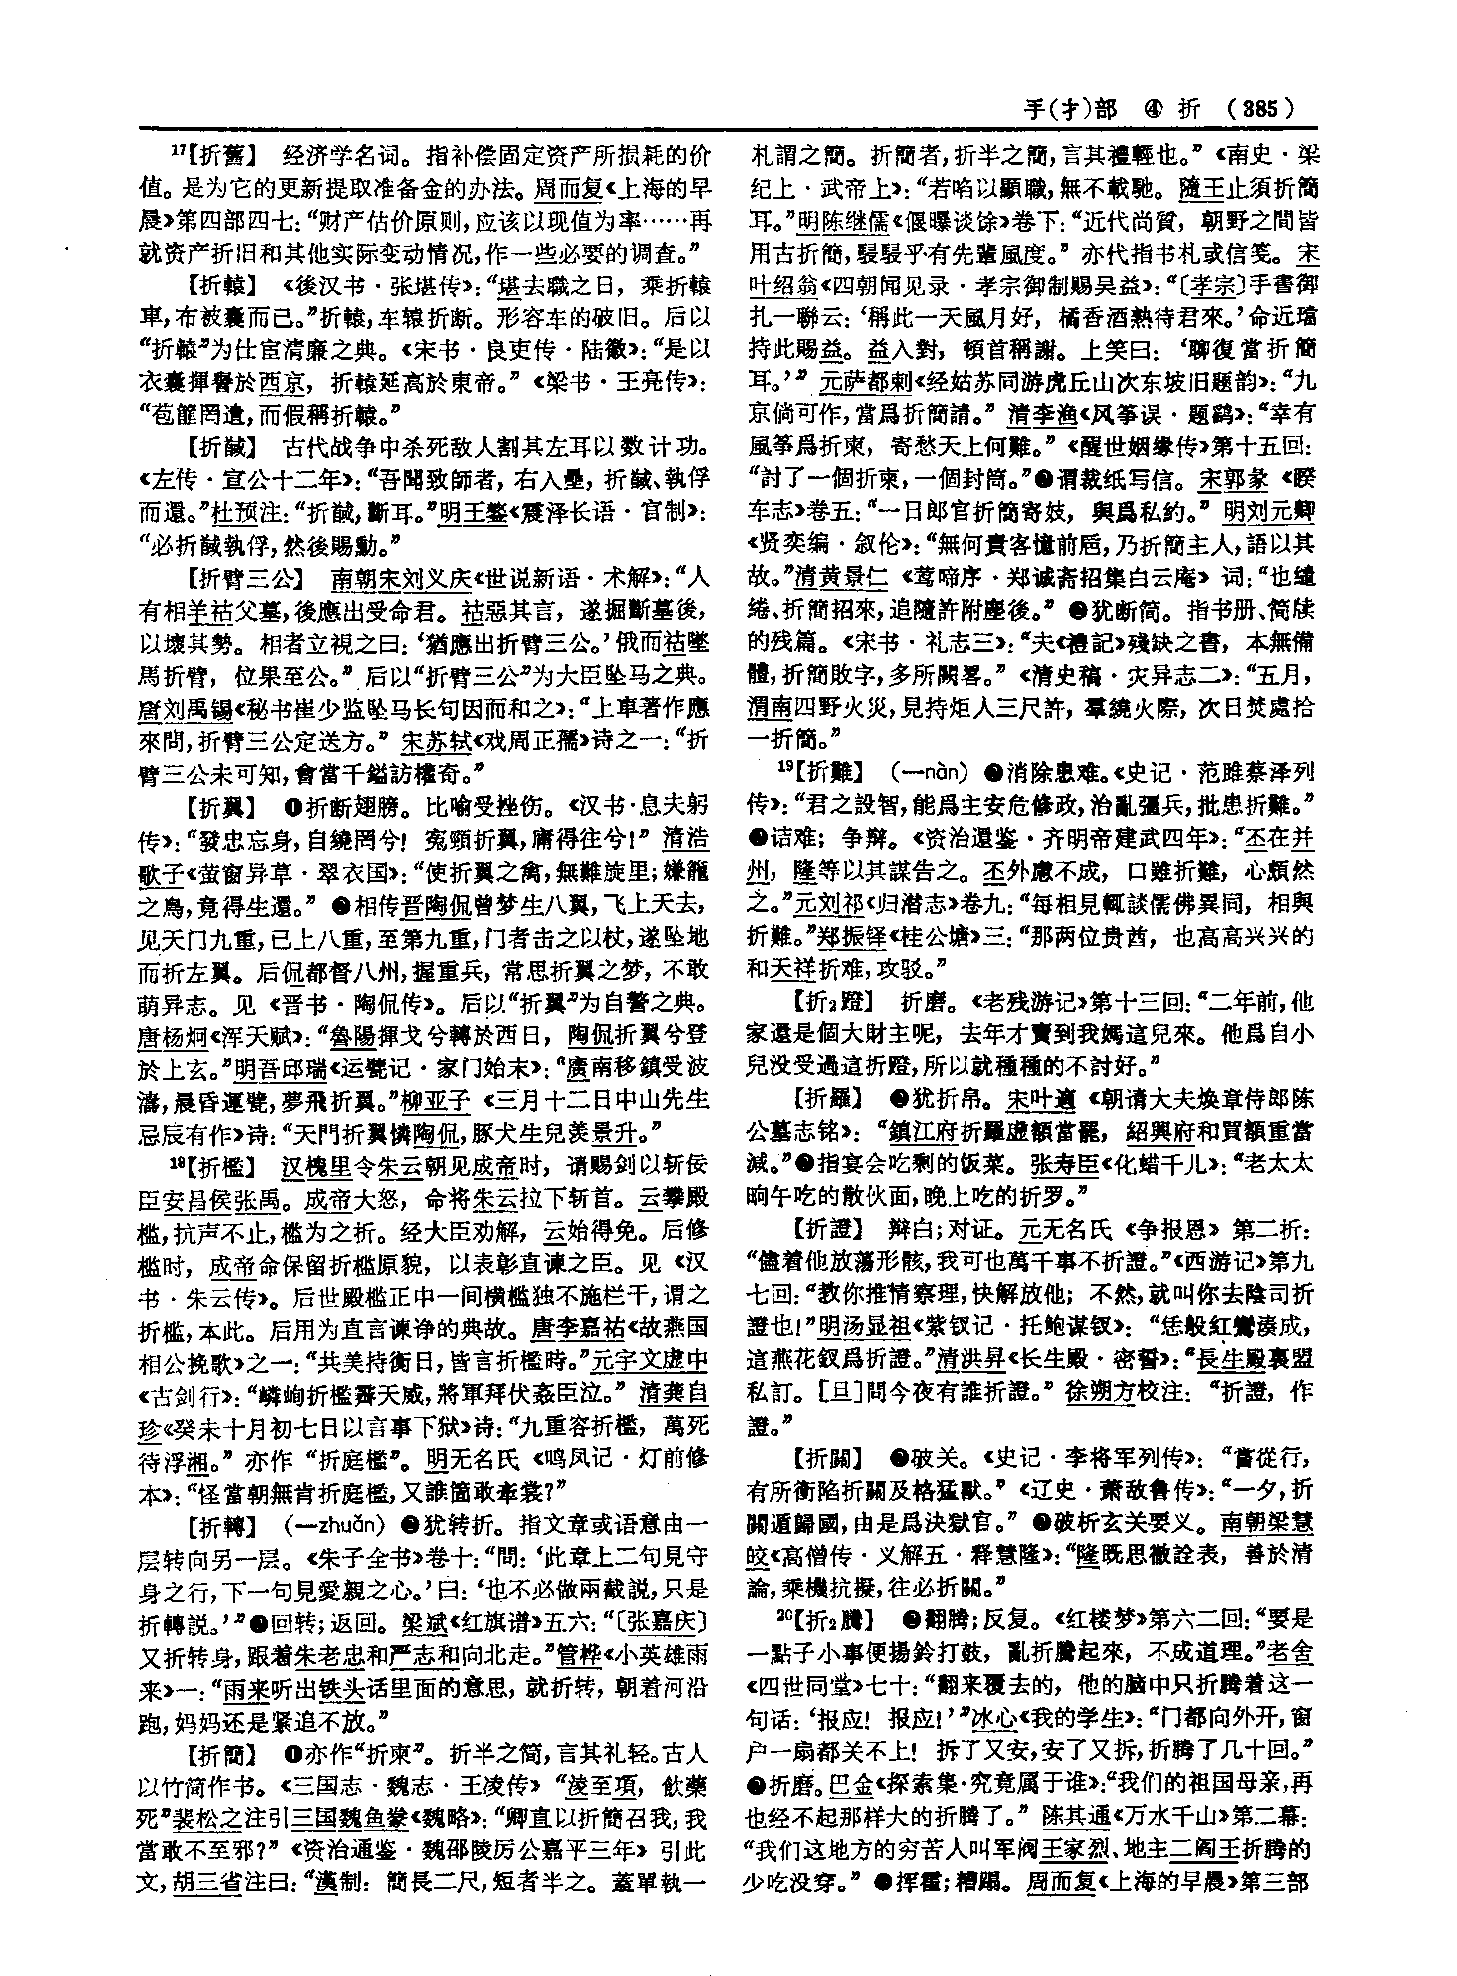 手(扌)部 ④ 折 (385)
17【折舊】 经济学名词。指补偿固定资产所损耗的价
值。是为它的更新提取准备金的办法。周而复《上海的早
晨》第四部四七：“财产估价原则，应该以现值为率……再
就资产折旧和其他实际变动情况，作一些必要的调查。”
【折轅】 《後汉书·张堪传》：“堪去職之日，乘折轅
車，布被囊而已。”折轅，车辕折断。形容车的破旧。后以
“折轅”为仕宦清廉之典。《宋书·良吏传·陆徽》：“是以
衣囊揮譽於西京，折轅延高於東帝。”《梁书·王亮传》：
“苞篚罔遺，而假稱折轅。”
【折馘】 古代战争中杀死敌人割其左耳以数计功。
《左传·宣公十二年》：“吾聞致師者，右入壘，折馘、執俘
而還。”杜预注：“折馘，斷耳。”明王鏊《震泽长语·官制》：
“必折馘執俘，然後賜勳。”
【折臂三公】 南朝宋刘义庆《世说新语·术解》：“人
有相羊祜父墓，後應出受命君。祜惡其言，遂掘斷墓後，
以壞其勢。相者立視之曰：‘猶應出折臂三公。’俄而祜墜
馬折臂，位果至公。”后以“折臂三公”为大臣坠马之典。
唐刘禹锡《秘书崔少监坠马长句因而和之》：“上車著作應
來問，折臂三公定送方。”宋苏轼《戏周正孺》诗之一：“折
臂三公未可知，會當千鎰訪權奇。”
【折翼】 ❶折断翅膀。比喻受挫伤。《汉书·息夫躬
传》：“發忠忘身，自繞罔兮！寃頸折翼，庸得往兮！”清浩
歌子《萤窗异草·翠衣国》：“使折翼之禽，無難旋里；嫌籠
之鳥，竟得生還。”❷相传晋陶侃曾梦生八翼，飞上天去，
见天门九重，已上八重，至第九重，门者击之以杖，遂坠地
而折左翼。后侃都督八州，握重兵，常思折翼之梦，不敢
萌异志。见《晋书·陶侃传》。后以“折翼”为自警之典。
唐杨炯《浑天赋》：“魯陽揮戈兮轉於西日，陶侃折翼兮登
於上玄。”明吾邱瑞《运甓记·家门始末》：“廣南移鎮受波
濤，晨昏運甓，夢飛折翼。”柳亚子《三月十二日中山先生
忌辰有作》诗：“天門折翼憐陶侃，豚犬生兒羨景升。”
18【折檻】 汉槐里令朱云朝见成帝时，请赐剑以斩佞
臣安昌侯张禹。成帝大怒，命将朱云拉下斩首。云攀殿
槛，抗声不止，槛为之折。经大臣劝解，云始得免。后修
槛时，成帝命保留折槛原貌，以表彰直谏之臣。见《汉
书·朱云传》。后世殿槛正中一间横槛独不施栏干，谓之
折槛，本此。后用为直言谏诤的典故。唐李嘉祐《故燕国
相公挽歌》之一：“共美持衡日，皆言折檻時。”元宇文虚中
《古剑行》：“嶙峋折檻霽天威，將軍拜伏姦臣泣。”清龚自
珍《癸未十月初七日以言事下狱》诗：“九重容折檻，萬死
待浮湘。”亦作“折庭檻”。明无名氏《鸣凤记·灯前修
本》：“怪當朝無肯折庭檻，又誰箇敢牽裳？”
【折轉】 (一zhuǎn) ❶犹转折。指文章或语意由一
层转向另一层。《朱子全书》卷十：“問：‘此章上二句見守
身之行，下一句見愛親之心。’曰：‘也不必做兩截説，只是
折轉説。’”❷回转；返回。梁斌《红旗谱》五六：“〔张嘉庆〕
又折转身，跟着朱老忠和严志和向北走。”管桦《小英雄雨
来》一：“雨来听出铁头话里面的意思，就折转，朝着河沿
跑，妈妈还是紧追不放。”
【折簡】 ❶亦作“折柬”。折半之简，言其礼轻。古人
以竹简作书。《三国志·魏志·王凌传》“淩至項，飲藥
死”裴松之注引三国魏鱼豢《魏略》：“卿直以折簡召我，我
當敢不至邪？”《资治通鉴·魏邵陵厉公嘉平三年》引此
文，胡三省注曰：“漢制：簡長二尺，短者半之。蓋單執一
札謂之簡。折簡者，折半之簡，言其禮輕也。”《南史·梁
纪上·武帝上》：“若啗以顯職，無不載馳。隨王止須折簡
耳。”明陈继儒《偃曝谈馀》卷下：“近代尚質，朝野之間皆
用古折簡，駸駸乎有先輩風度。”亦代指书札或信笺。宋
叶绍翁《四朝闻见录·孝宗御制赐吴益》：“〔孝宗〕手書御
扎一聯云：‘稱此一天風月好，橘香酒熟待君來。’命近璫
持此賜益。益入對，頓首稱謝。上笑曰：‘聊復當折簡
耳。’”元萨都剌《经姑苏同游虎丘山次东坡旧题韵》：“九
京倘可作，當爲折簡請。”清李渔《风筝误·题鹞》：“幸有
風筝爲折柬，寄愁天上何難。”《醒世姻缘传》第十五回：
“討了一個折柬，一個封筒。”❷谓裁纸写信。宋郭彖《睽
车志》卷五：“一日郎官折簡寄妓，與爲私約。”明刘元卿
《贤奕编·叙伦》：“無何貴客憶前巵，乃折簡主人，語以其
故。”清黄景仁《莺啼序·郑诚斋招集白云庵》词：“也繾
綣、折簡招來，追隨許附塵後。”❸犹断简。指书册、简牍
的残篇。《宋书·礼志三》：“夫《禮記》殘缺之書，本無備
體，折簡敗字，多所闕畧。”《清史稿·灾异志二》：“五月，
渭南四野火災，見持炬人三尺許，羣繞火際，次日焚處拾
一折簡。”
19【折難】 (一nàn) ❶消除患难。《史记·范雎蔡泽列
传》：“君之設智，能爲主安危修政，治亂彊兵，批患折難。”
❷诘难；争辩。《资治通鉴·齐明帝建武四年》：“丕在并
州，隆等以其謀告之。丕外慮不成，口雖折難，心頗然
之。”元刘祁《归潜志》卷九：“每相見輒談儒佛異同，相與
折難。”郑振铎《桂公塘》三：“那两位贵酋，也高高兴兴的
和天祥折难，攻驳。”
【折2蹬】 折磨。《老残游记》第十三回：“二年前，他
家還是個大財主呢，去年才賣到我媽這兒來。他爲自小
兒没受過這折蹬，所以就種種的不討好。”
【折羅】 ❶犹折帛。宋叶適《朝请大夫焕章侍郎陈
公墓志铭》：“鎮江府折羅虚額當罷，紹興府和買額重當
減。”❷指宴会吃剩的饭菜。张寿臣《化蜡千儿》：“老太太
晌午吃的散伙面，晚上吃的折罗。”
【折證】 辩白；对证。元无名氏《争报恩》第二折：
“儘着他放蕩形骸，我可也萬千事不折證。”《西游记》第九
七回：“教你推情察理，快解放他；不然，就叫你去陰司折
證也！”明汤显祖《紫钗记·托鲍谋钗》：“恁般紅鸞湊成，
這燕花釵爲折證。”清洪昇《长生殿·密誓》：“長生殿裏盟
私訂。[旦]問今夜有誰折證。”徐朔方校注：“折證，作
證。”
【折關】 ❶破关。《史记·李将军列传》：“嘗從行，
有所衝陷折關及格猛獸。”《辽史·萧敌鲁传》：“一夕，折
關遁歸國，由是爲決獄官。”❷破析玄关要义。南朝梁慧
皎《高僧传·义解五·释慧隆》：“隆既思徹詮表，善於清
論，乘機抗擬，往必折關。”
20【折2騰】 ❶翻腾；反复。《红楼梦》第六二回：“要是
一點子小事便揚鈴打鼓，亂折騰起來，不成道理。”老舍
《四世同堂》七十：“翻来覆去的，他的脑中只折腾着这一
句话：‘报应！报应！’”冰心《我的学生》：“门都向外开，窗
户一扇都关不上！拆了又安，安了又拆，折腾了几十回。”
❷折磨。巴金《探索集·究竟属于谁》：“我们的祖国母亲，再
也经不起那样大的折腾了。”陈其通《万水千山》第二幕：
“我们这地方的穷苦人叫军阀王家烈、地主二阎王折腾的
少吃没穿。”❸挥霍；糟蹋。周而复《上海的早晨》第三部